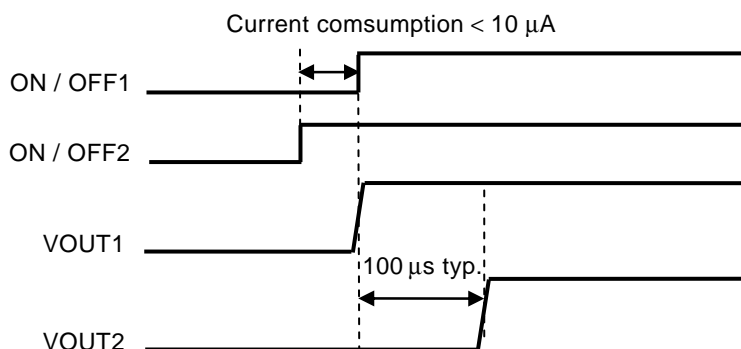 Current comsumption < 10 μA
ON / OFF1
ON / OFF2
VOUT1
100 μs typ.
VOUT2